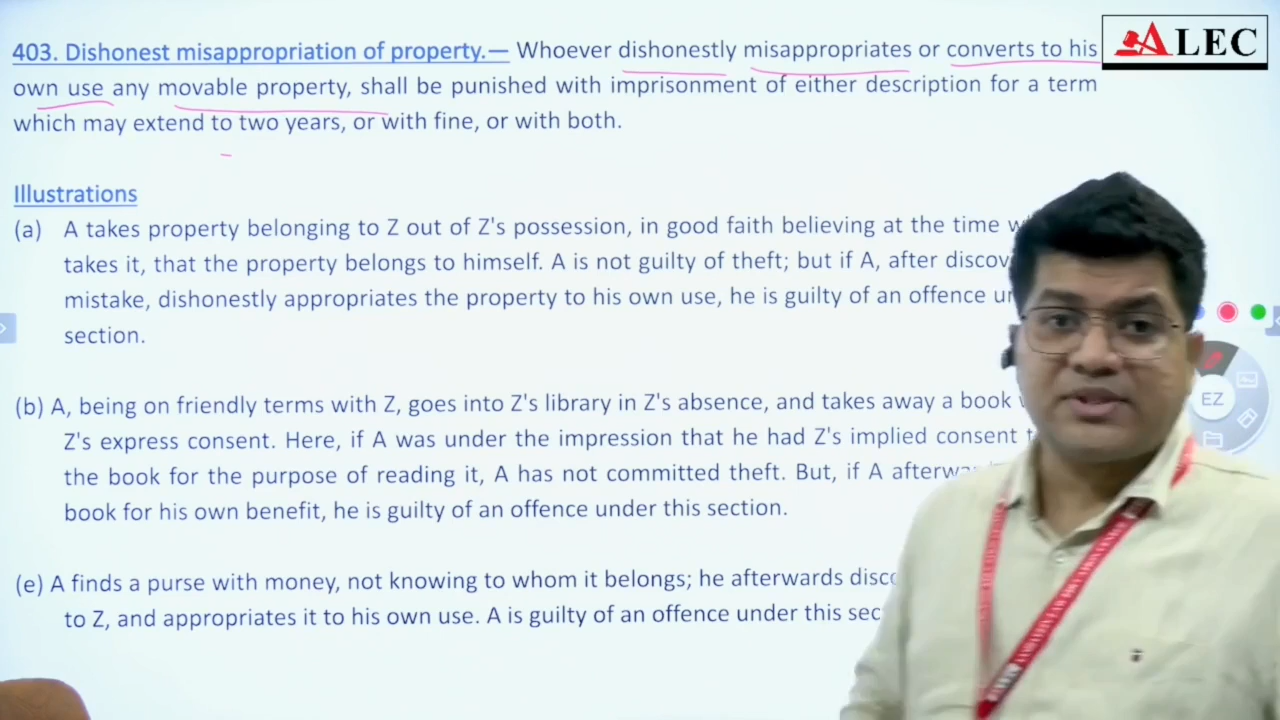 ALEC
403. Dishonest misappropriation of property.— Whoever dishonestly misappropriates or converts to his
own use any movable property, shall be punished with imprisonment of either description for a term
which may extend to two years, or with fine, or with both.
Illustrations
(a) A takes property belonging to Z out of Z's possession, in good faith believing at the time
takes it, that the property belongs to himself. A is not guilty of theft; but if A, after
mistake, dishonestly appropriates the property to his own use, he is guilty of an offence
section.
(b) A, being on friendly terms with Z, goes into Z's library in Z's absence, and takes away a book
Z's express consent. Here, if A was under the impression that he had Z's implied consent
the book for the purpose of reading it, A has not committed theft. But, if A
book for his own benefit, he is guilty of an offence under this section.
(e) A finds a purse with money, not knowing to whom it belongs; he afterwards
to Z, and appropriates it to his own use. A is guilty of an offence under this
EZ